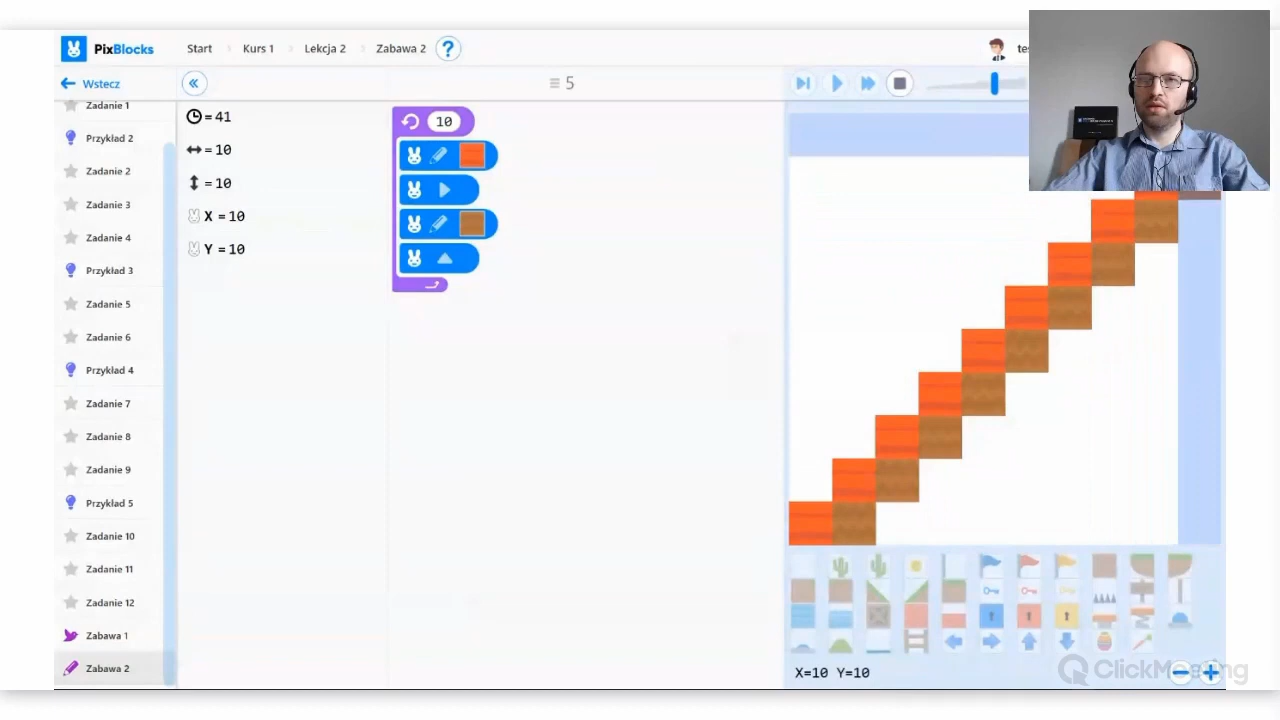 PixBlocks
Start
Kurs 1
Lekcja 2
Zabawa 2
?
Wstecz
5
Zadanie 1
Przykład 2
Zadanie 2
Zadanie 3
Zadanie 4
Przykład 3
Zadanie 5
Zadanie 6
Przykład 4
Zadanie 7
Zadanie 8
Zadanie 9
Przykład 5
Zadanie 10
Zadanie 11
Zadanie 12
Zabawa 1
Zabawa 2
= 41
= 10
= 10
X = 10
Y = 10
10
X=10 Y=10
ClickMeeting